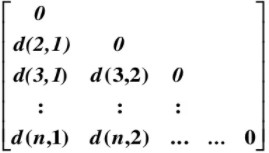 0
d(2,1) 0
d(3,1) d(3,2) 0
: : :
d(n,1) d(n,2) ... ... 0